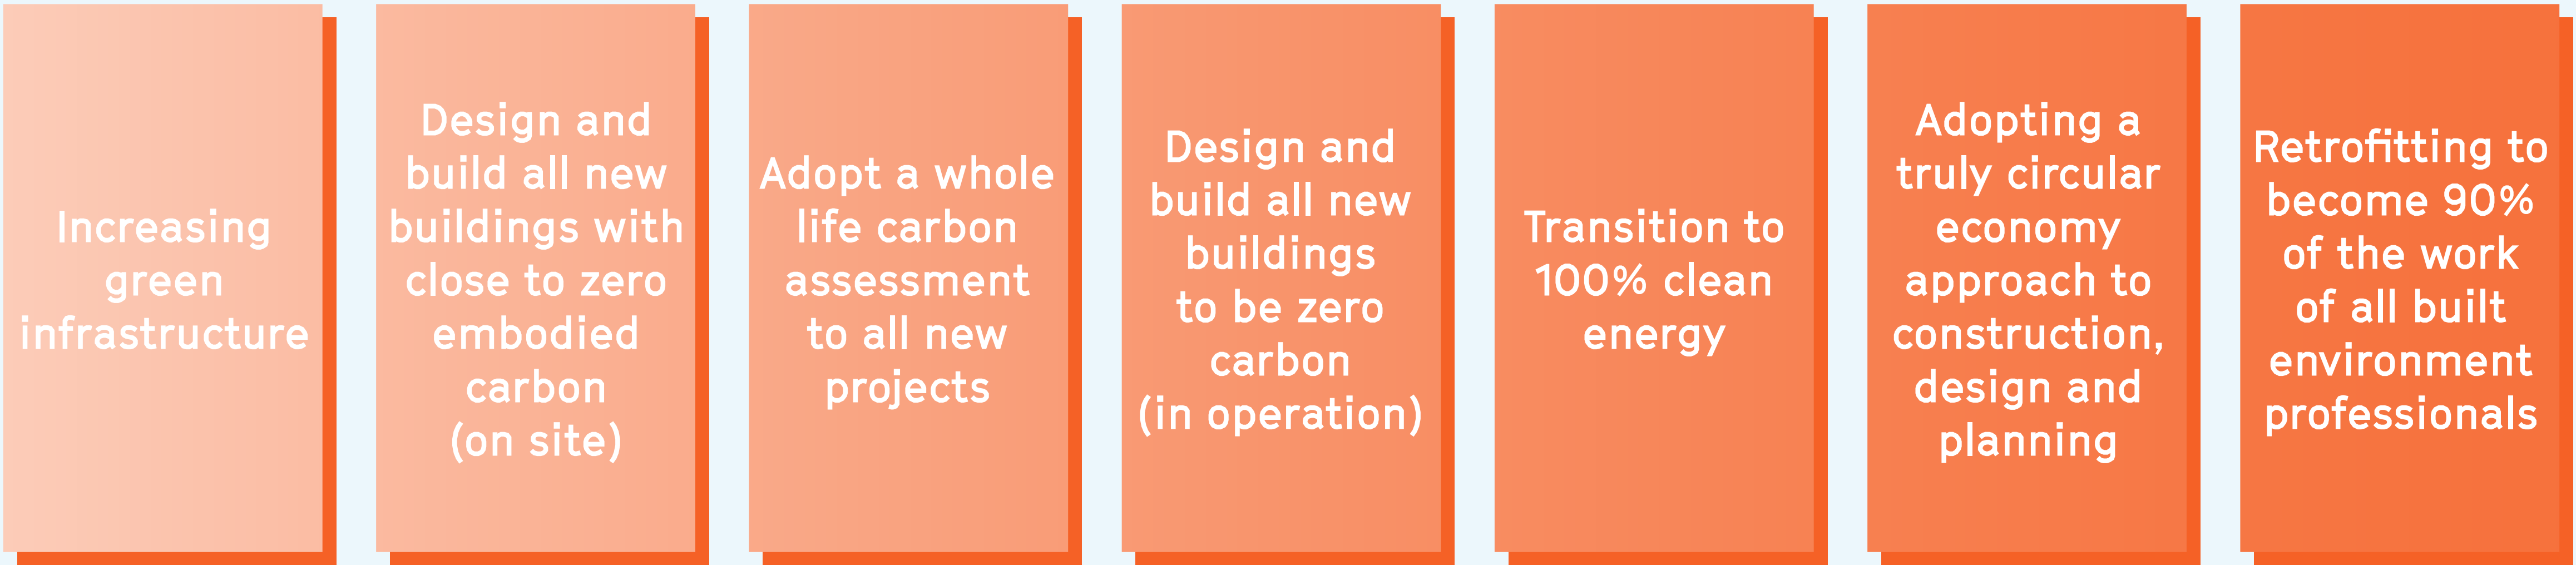 Increasing
green
infrastructure
Design and
build all new
buildings with
close to zero
embodied
carbon
(on site)
Adopt a whole
life carbon
assessment
to all new
projects
Design and
build all new
buildings
to be zero
carbon
(in operation)
Transition to
100% clean
energy
Adopting a
truly circular
economy
approach to
construction,
design and
planning
Retrofitting to
become 90%
of the work
of all built
environment
professionals